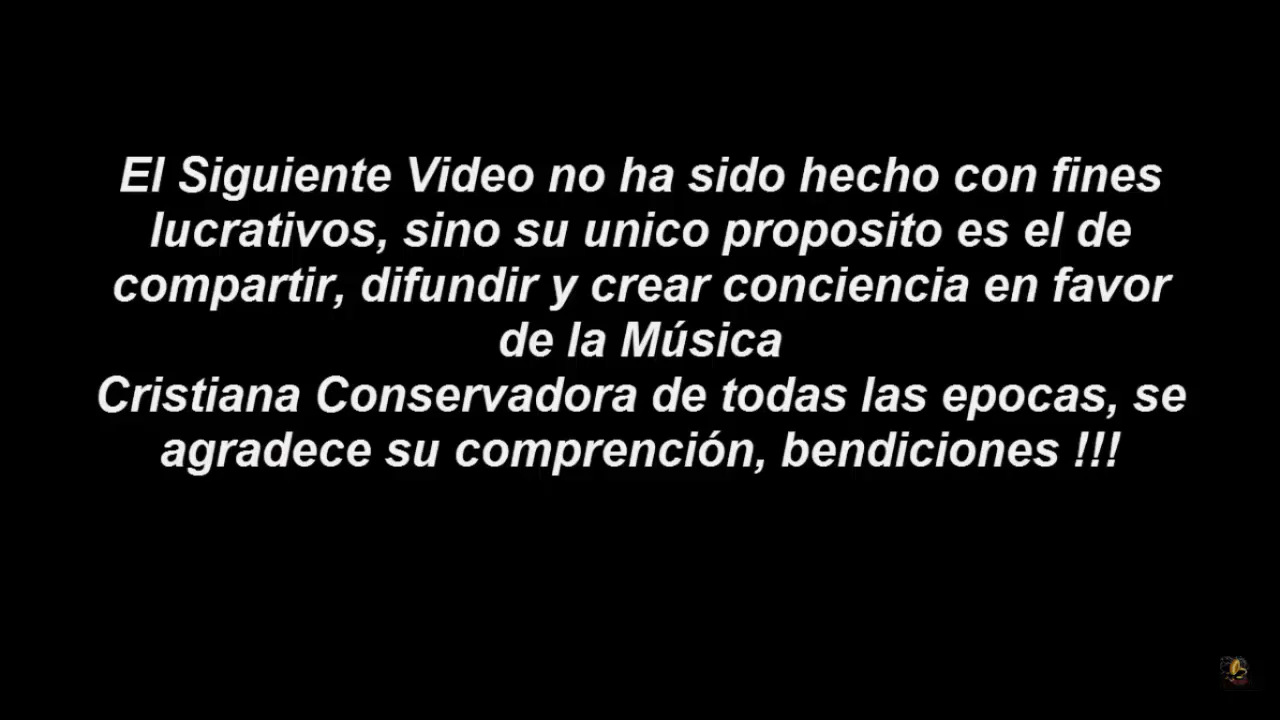 El Siguiente Video no ha sido hecho con fines
lucrativos, sino su unico proposito es el de
compartir, difundir y crear conciencia en favor
de la Música
Cristiana Conservadora de todas las epocas, se
agradece su comprención, bendiciones !!!